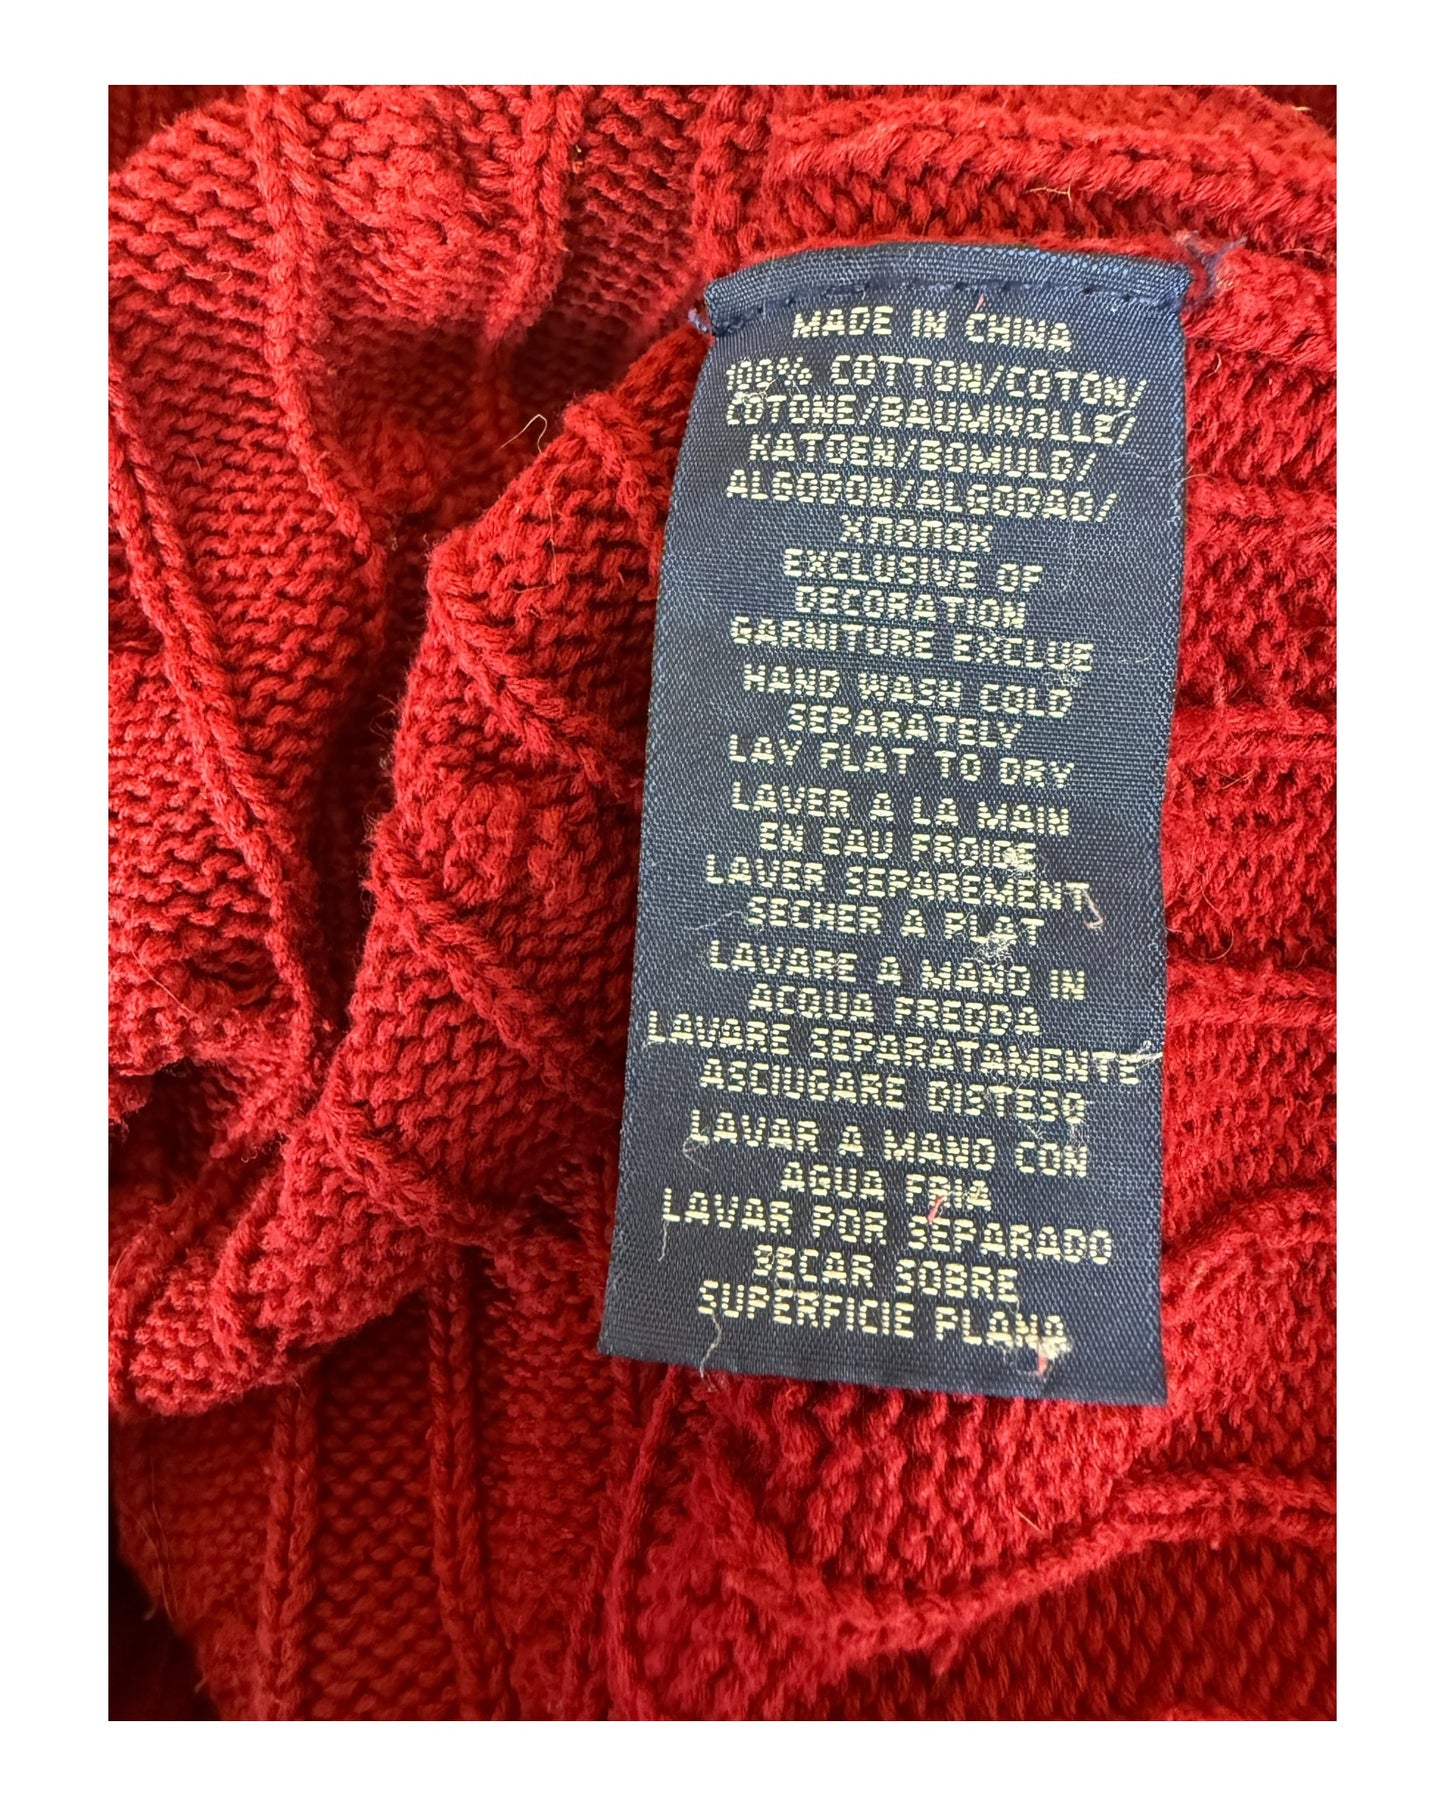 MADE IN CHINA
100% COTTON/COTON/
COTONE/BAUMWOLLE/
KATOEN/BOMULD/
ALGODON/ALGODAO/
ΧΠΟΠΟΚ
EXCLUSIVE OF
DECORATION
GARNITURE EXCLUE
HAND WASH COLD
SEPARATELY
LAY FLAT TO DRY
LAVER A LA MAIN
EN EAU FROIDE
LAVER SEPAREMENT
SECHER A PLAT
LAVARE A MANO IN
ACQUA FREDDA
LAVARE SEPARATAMENTE
ASCIUGARE DISTESO
LAVAR A MANO CON
AGUA FRIA
LAVAR POR SEPARADO
SECAR SOBRE
SUPERFICIE PLANA